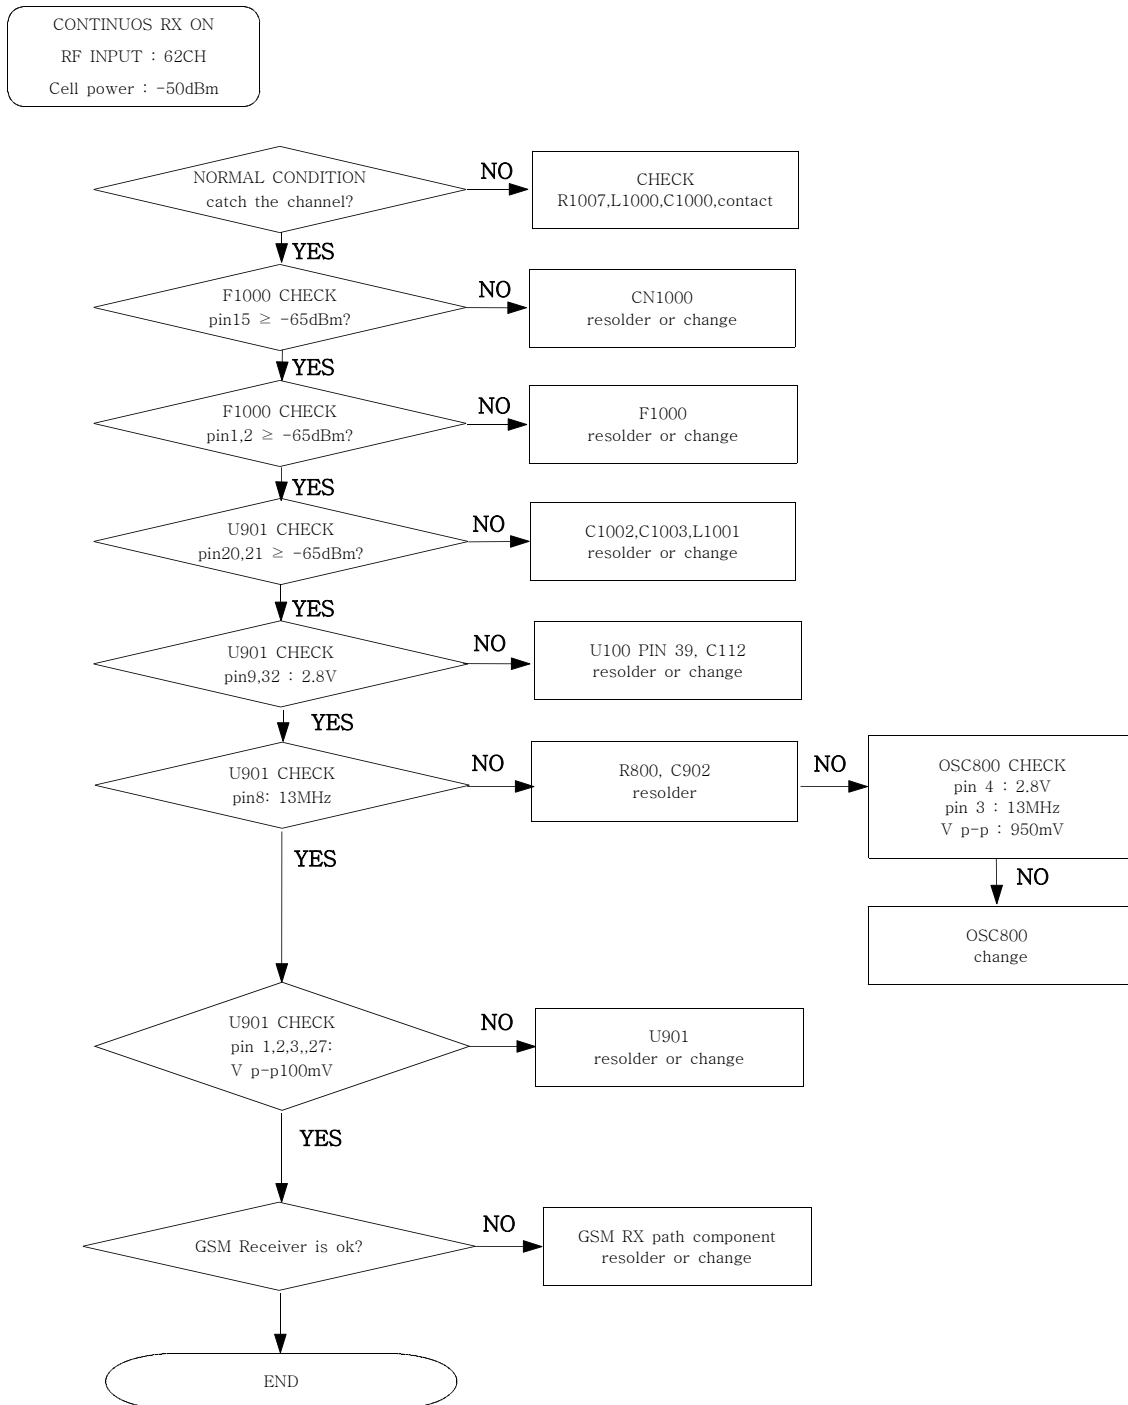 CONTINUOS RX ON
RF INPUT : 62CH
Cell power : -50dBm
NORMAL CONDITION
catch the channel?
NO
CHECK
R1007,L1000,C1000,contact
YES
F1000 CHECK
pin15 ≥ -65dBm?
NO
CN1000
resolder or change
YES
F1000 CHECK
pin1,2 ≥ -65dBm?
NO
F1000
resolder or change
YES
U901 CHECK
pin20,21 ≥ -65dBm?
NO
C1002,C1003,L1001
resolder or change
YES
U901 CHECK
pin9,32 : 2.8V
NO
U100 PIN 39, C112
resolder or change
YES
U901 CHECK
pin8: 13MHz
NO
R800, C902
resolder
NO
OSC800 CHECK
pin 4 : 2.8V
pin 3 : 13MHz
V p-p : 950mV
YES
NO
OSC800
change
U901 CHECK
pin 1,2,3,,27:
V p-p100mV
NO
U901
resolder or change
YES
GSM Receiver is ok?
NO
GSM RX path component
resolder or change
END